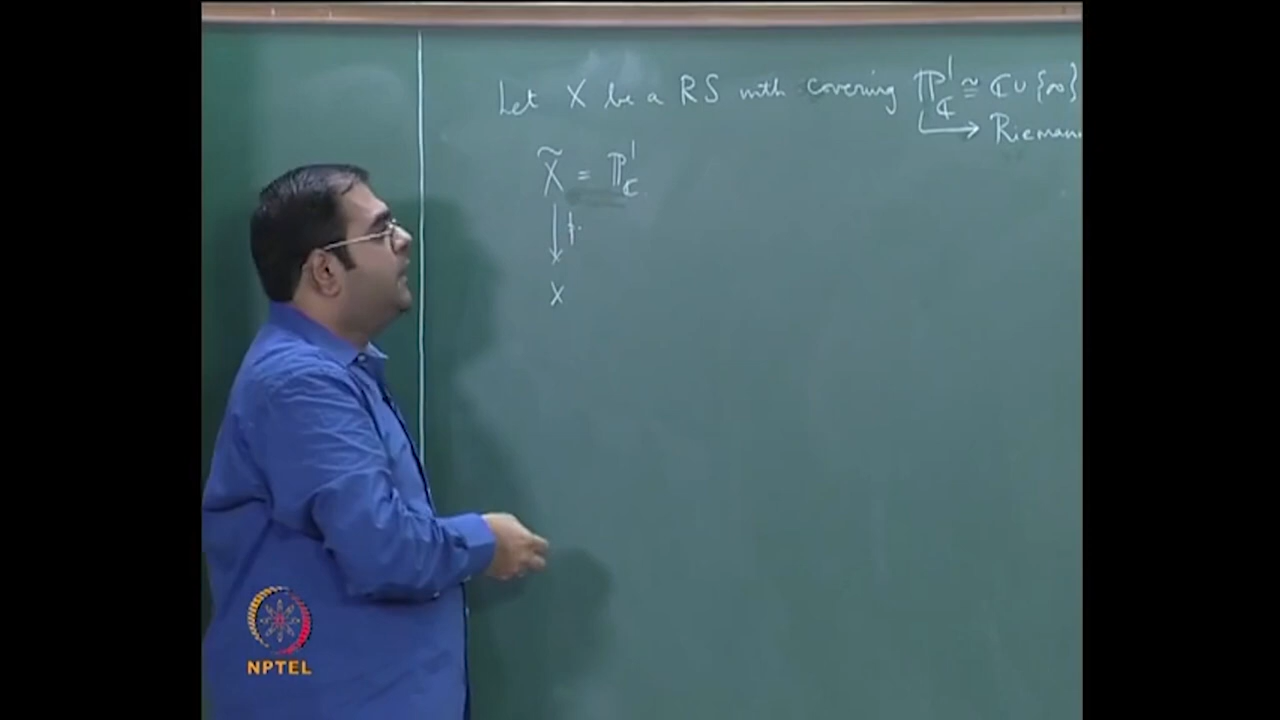 Let X be a RS with covering ℙ¹_ℂ ≅ ℂ ∪ {∞}
↳ Rieman
X̃ = ℙ¹_ℂ
↓ p.
X
NPTEL